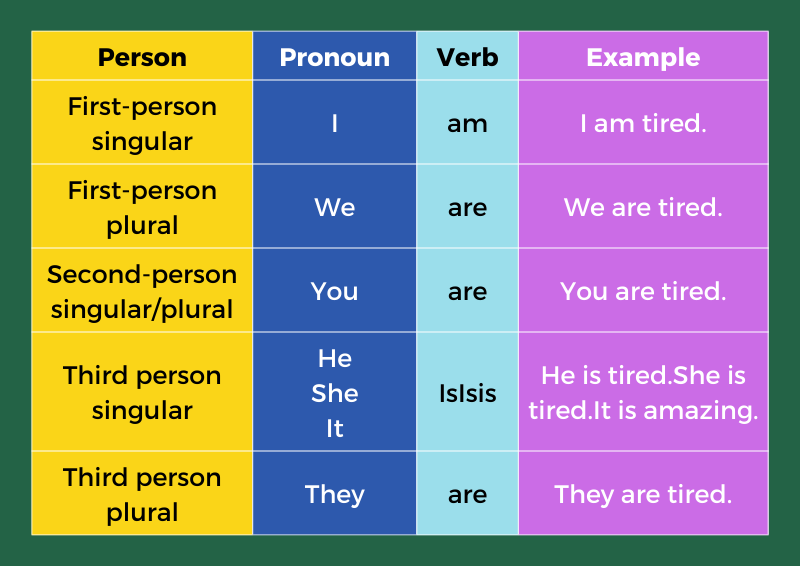 Person Pronoun Verb Example
First-person
singular
I
am
I am tired.
First-person
plural
We
are
We are tired.
Second-person
singular/plural
You
are
You are tired.
Third person
singular
He
She
It
IsIsis
He is tired.She is
tired.It is amazing.
Third person
plural
They
are
They are tired.